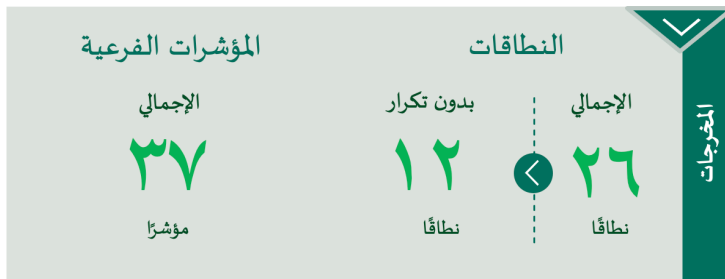 المخرجات
النطاقات
الإجمالي
٢٦
نطاقًا
بدون تكرار
١٢
نطاقًا
المؤشرات الفرعية
الإجمالي
٣٧
مؤشرًا